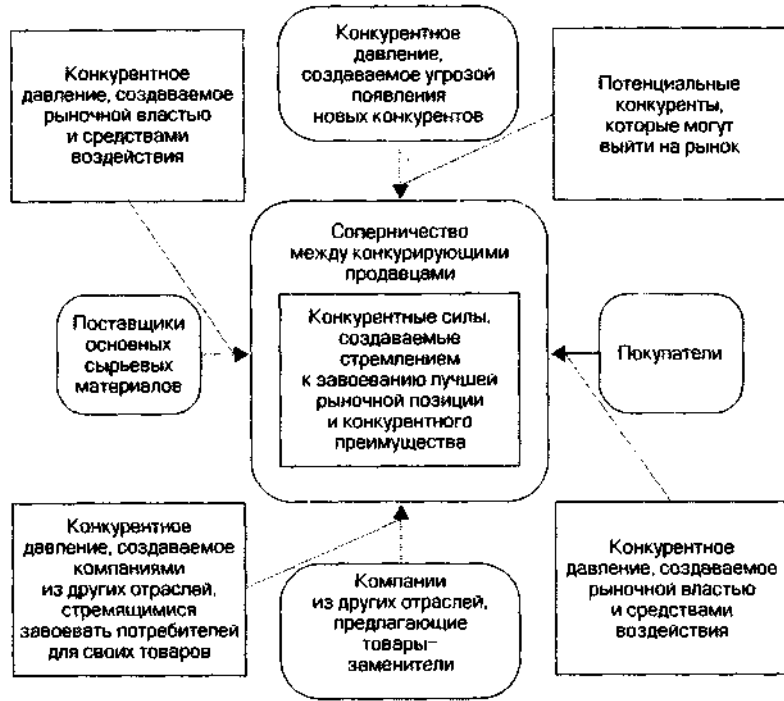 Конкурентное
давление, создаваемое
рыночной властью
и средствами
воздействия
Конкурентное
давление,
создаваемое угрозой
появления
новых конкурентов
Потенциальные
конкуренты,
которые могут
выйти на рынок
Соперничество
между конкурирующими
продавцами
Поставщики
основных
сырьевых
материалов
Конкурентные силы,
создаваемые
стремлением
к завоеванию лучшей
рыночной позиции
и конкурентного
преимущества
Покупатели
Конкурентное
давление, создаваемое
компаниями
из других отраслей,
стремящимися
завоевать потребителей
для своих товаров
Компании
из других отраслей,
предлагающие
товары-
заменители
Конкурентное
давление, создаваемое
рыночной властью
и средствами
воздействия